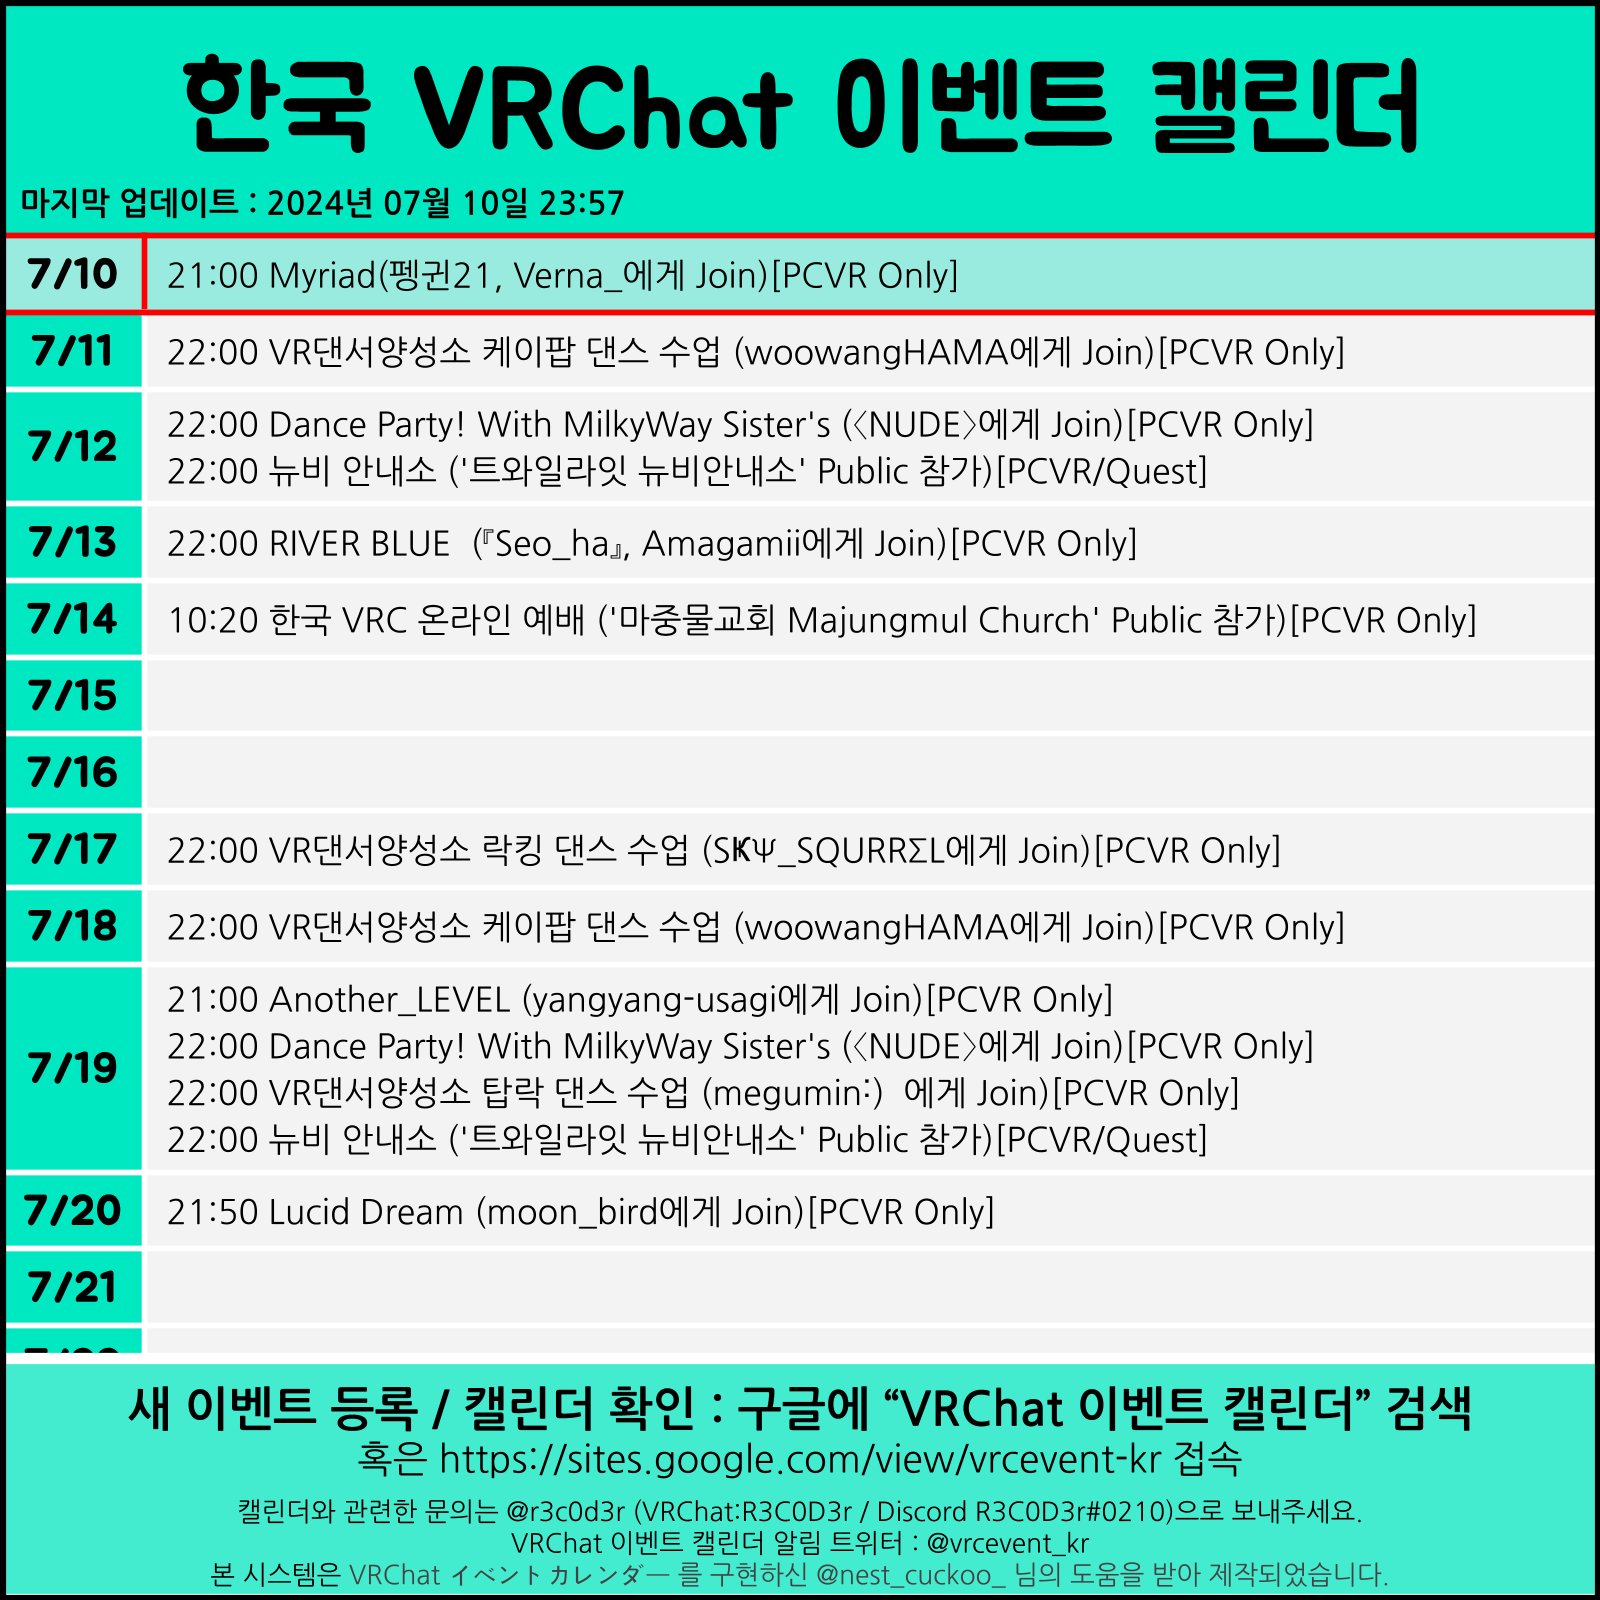 한국 VRChat 이벤트 캘린더
마지막 업데이트 : 2024년 07월 10일 23:57
7/10 21:00 Myriad(펭귄21, Verna_에게 Join)[PCVR Only]
7/11 22:00 VR댄서양성소 케이팝 댄스 수업 (woowangHAMA에게 Join)[PCVR Only]
7/12
22:00 Dance Party! With MilkyWay Sister's (〈NUDE〉에게 Join)[PCVR Only]
22:00 뉴비 안내소 ('트와일라잇 뉴비안내소' Public 참가)[PCVR/Quest]
7/13 22:00 RIVER BLUE  (『Seo_ha』, Amagamii에게 Join)[PCVR Only]
7/14 10:20 한국 VRC 온라인 예배 ('마중물교회 Majungmul Church' Public 참가)[PCVR Only]
7/15
7/16
7/17 22:00 VR댄서양성소 락킹 댄스 수업 (SҜΨ_SQURRΣL에게 Join)[PCVR Only]
7/18 22:00 VR댄서양성소 케이팝 댄스 수업 (woowangHAMA에게 Join)[PCVR Only]
7/19
21:00 Another_LEVEL (yangyang-usagi에게 Join)[PCVR Only]
22:00 Dance Party! With MilkyWay Sister's (〈NUDE〉에게 Join)[PCVR Only]
22:00 VR댄서양성소 탑락 댄스 수업 (megumin:)  에게 Join)[PCVR Only]
22:00 뉴비 안내소 ('트와일라잇 뉴비안내소' Public 참가)[PCVR/Quest]
7/20 21:50 Lucid Dream (moon_bird에게 Join)[PCVR Only]
7/21
새 이벤트 등록 / 캘린더 확인 : 구글에 “VRChat 이벤트 캘린더” 검색
혹은 https://sites.google.com/view/vrcevent-kr 접속
캘린더와 관련한 문의는 @r3c0d3r (VRChat:R3C0D3r / Discord R3C0D3r#0210)으로 보내주세요.
VRChat 이벤트 캘린더 알림 트위터 : @vrcevent_kr
본 시스템은 VRChat イベントカレンダー 를 구현하신 @nest_cuckoo_ 님의 도움을 받아 제작되었습니다.